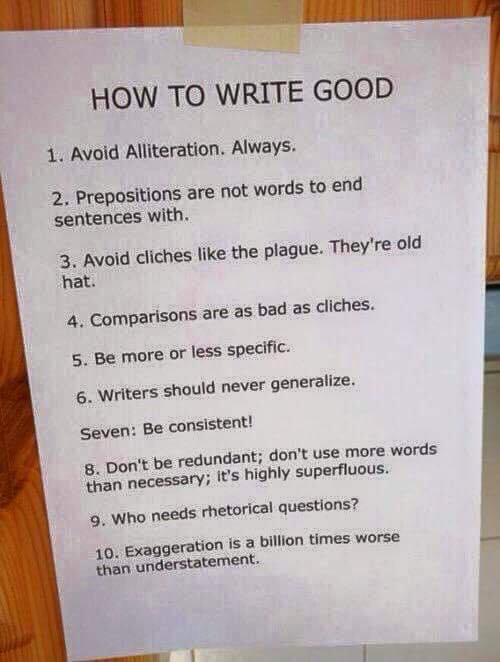 HOW TO WRITE GOOD
1. Avoid Alliteration. Always.
2. Prepositions are not words to end
sentences with.
3. Avoid cliches like the plague. They're old
hat.
4. Comparisons are as bad as cliches.
5. Be more or less specific.
6. Writers should never generalize.
Seven: Be consistent!
8. Don't be redundant; don't use more words
than necessary; it's highly superfluous.
9. Who needs rhetorical questions?
10. Exaggeration is a billion times worse
than understatement.